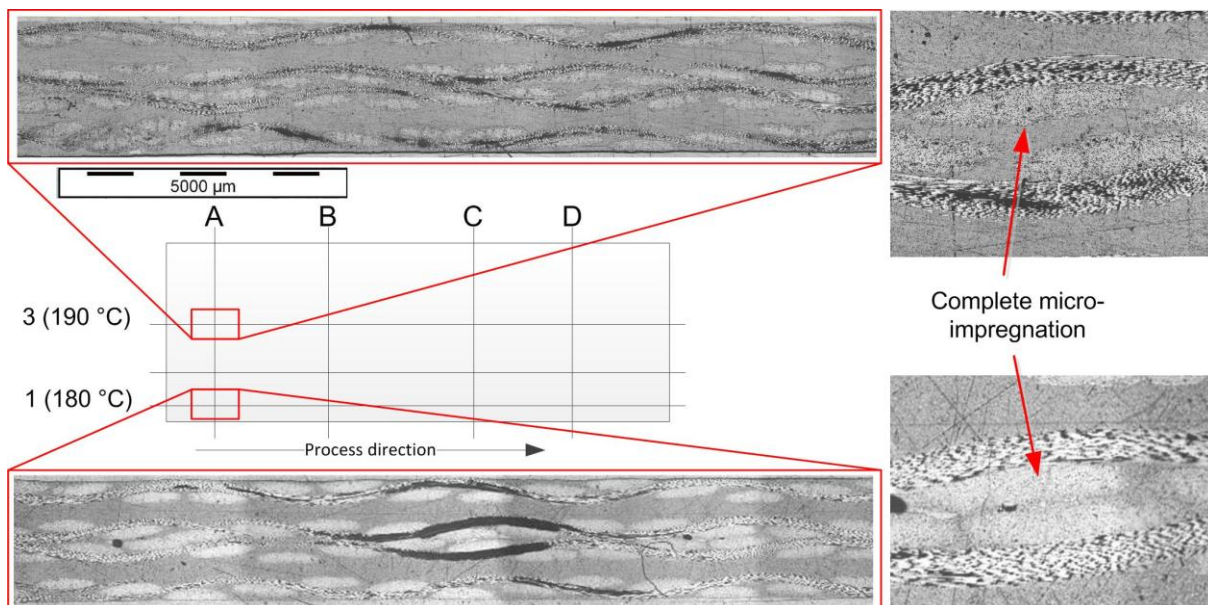 5000 µm
A B C D
3 (190 °C)
Complete micro-
impregnation
1 (180 °C)
Process direction